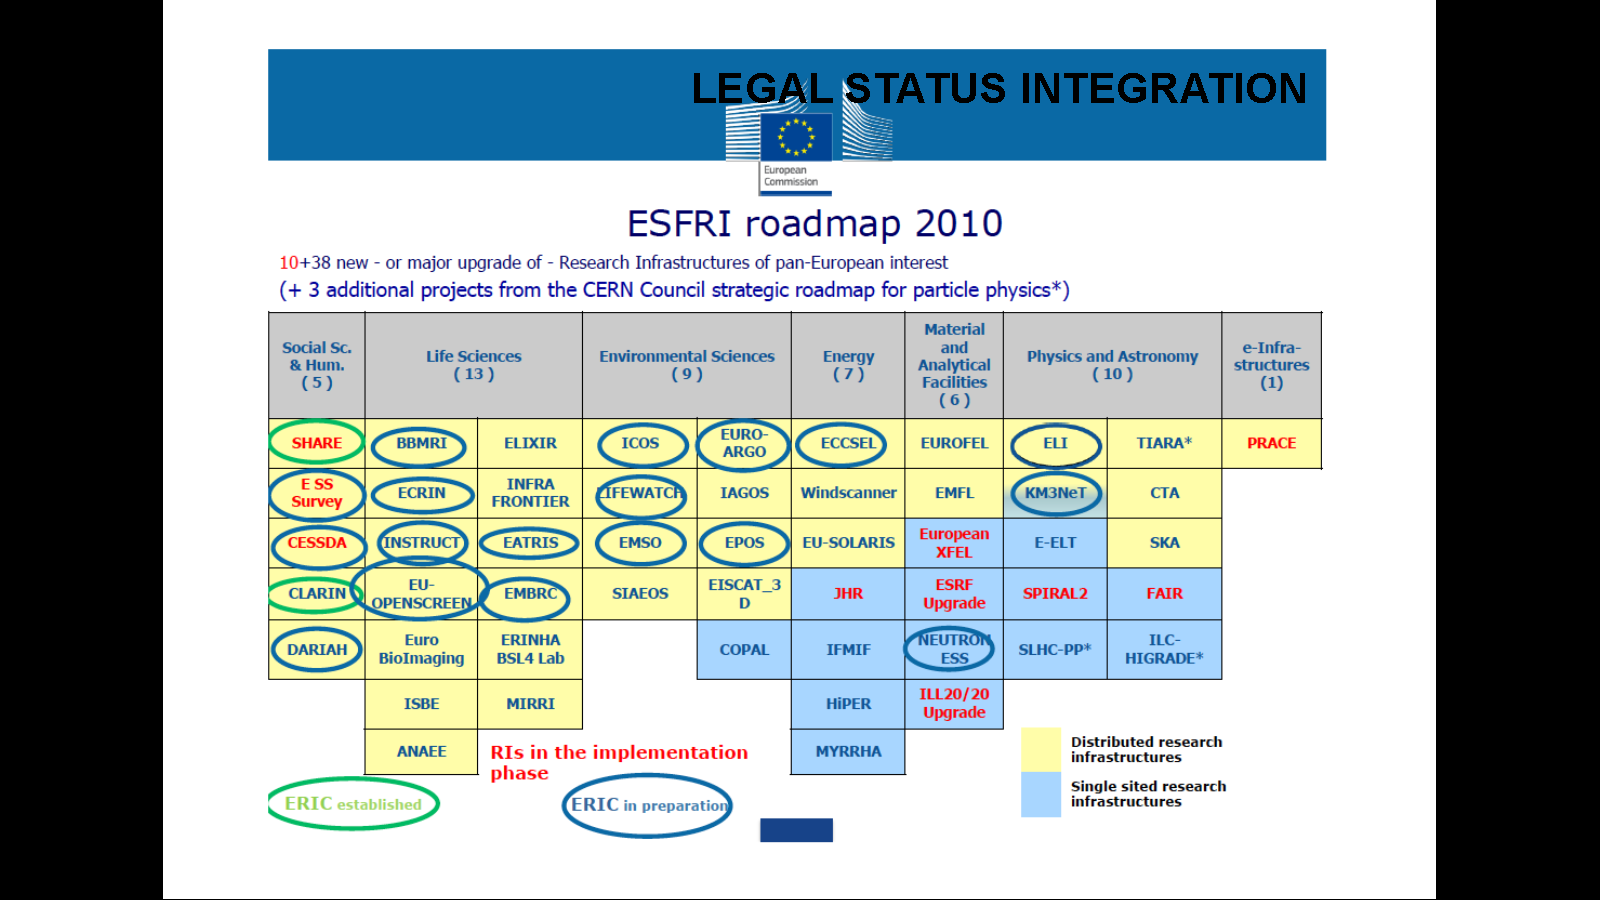 LEGAL STATUS INTEGRATION
European
Commission
ESFRI roadmap 2010
10+38 new - or major upgrade of - Research Infrastructures of pan-European interest
(+ 3 additional projects from the CERN Council strategic roadmap for particle physics*)
Social Sc.
& Hum.
( 5 )
Life Sciences
( 13 )
Environmental Sciences
( 9 )
Energy
( 7 )
Material
and
Analytical
Facilities
( 6 )
Physics and Astronomy
( 10 )
e-Infra-
structures
(1)
SHARE
BBMRI
ELIXIR
ICOS
EURO-
ARGO
ECCSEL
EUROFEL
ELI
TIARA*
PRACE
E SS
Survey
ECRIN
INFRA
FRONTIER
LIFEWATCH
IAGOS
Windscanner
EMFL
KM3NeT
CTA
CESSDA
INSTRUCT
EATRIS
EMSO
EPOS
EU-SOLARIS
European
XFEL
E-ELT
SKA
CLARIN
EU-
OPENSCREEN
EMBRC
SIAEOS
EISCAT_3
D
JHR
ESRF
Upgrade
SPIRAL2
FAIR
DARIAH
Euro
BioImaging
ERINHA
BSL4 Lab
COPAL
IFMIF
NEUTRON
ESS
SLHC-PP*
ILC-
HIGRADE*
ISBE
MIRRI
HiPER
ILL20/20
Upgrade
ANAEE
MYRRHA
RIs in the implementation
phase
ERIC established
ERIC in preparation
Distributed research
infrastructures
Single sited research
infrastructures